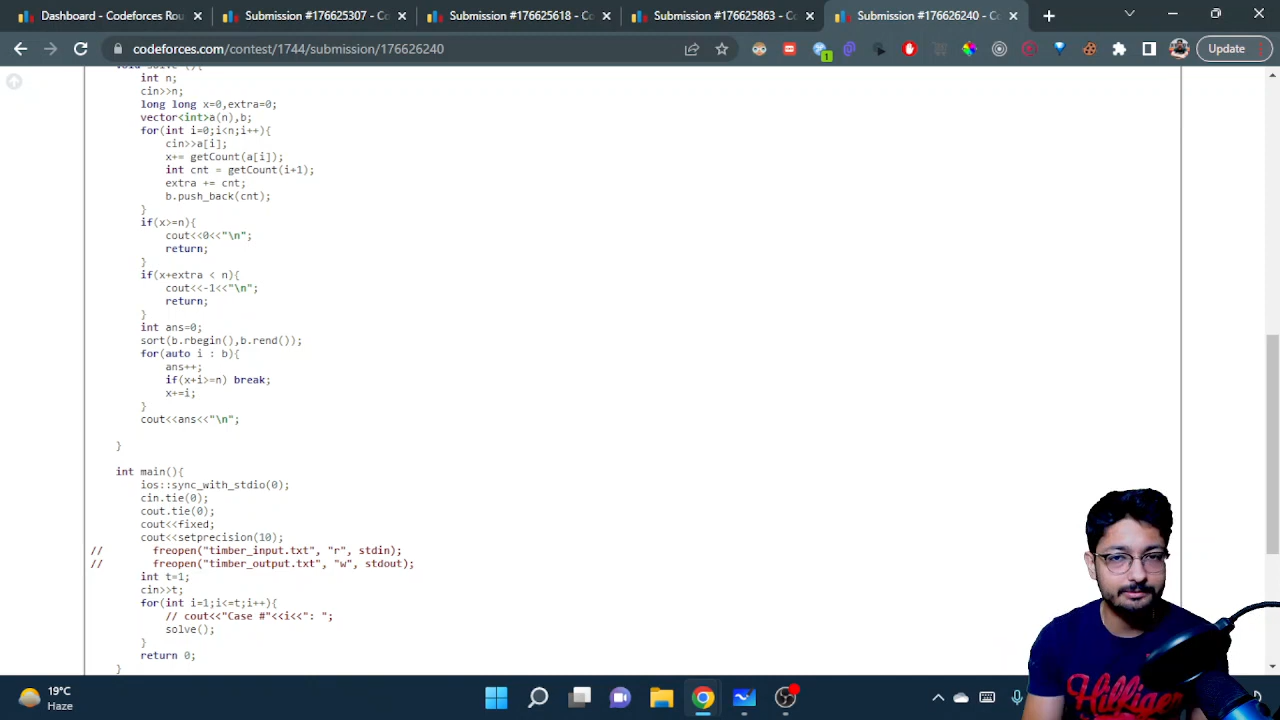 Dashboard - Codeforces Rou
Submission #176625307 - Co
Submission #176625618 - Co
Submission #176625863 - Co
Submission #176626240 - Co
codeforces.com/contest/1744/submission/176626240
1
Update
int n;
cin>>n;
long long x=0,extra=0;
vector<int>a(n),b;
for(int i=0;i<n;i++){
cin>>a[i];
x+= getCount(a[i]);
int cnt = getCount(i+1);
extra += cnt;
b.push_back(cnt);
}
if(x>=n){
cout<<0<<"\n";
return;
}
if(x+extra < n){
cout<<-1<<"\n";
return;
}
int ans=0;
sort(b.rbegin(),b.rend());
for(auto i : b){
ans++;
if(x+i>=n) break;
x+=i;
}
cout<<ans<<"\n";
}
int main(){
ios::sync_with_stdio(0);
cin.tie(0);
cout.tie(0);
cout<<fixed;
cout<<setprecision(10);
// freopen("timber_input.txt", "r", stdin);
// freopen("timber_output.txt", "w", stdout);
int t=1;
cin>>t;
for(int i=1;i<=t;i++){
// cout<<"Case #"<<i<<": ";
solve();
}
return 0;
}
Hilfiger
19°C
Haze